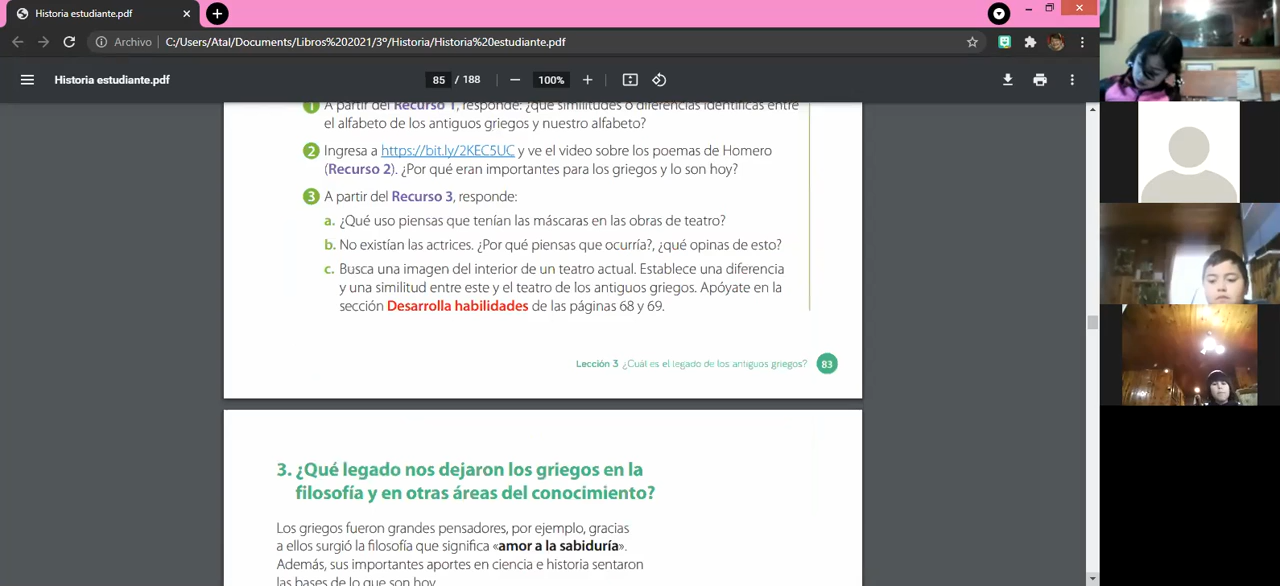 Historia estudiante.pdf
Archivo C:/Users/Atal/Documents/Libros%202021/3º/Historia/Historia%20estudiante.pdf
Historia estudiante.pdf 85 / 188 100%
1 A partir del Recurso 1, responde: ¿qué similitudes o diferencias identificas entre
el alfabeto de los antiguos griegos y nuestro alfabeto?
2 Ingresa a https://bit.ly/2KEC5UC y ve el video sobre los poemas de Homero
(Recurso 2). ¿Por qué eran importantes para los griegos y lo son hoy?
3 A partir del Recurso 3, responde:
a. ¿Qué uso piensas que tenían las máscaras en las obras de teatro?
b. No existían las actrices. ¿Por qué piensas que ocurría?, ¿qué opinas de esto?
c. Busca una imagen del interior de un teatro actual. Establece una diferencia
y una similitud entre este y el teatro de los antiguos griegos. Apóyate en la
sección Desarrolla habilidades de las páginas 68 y 69.
Lección 3 ¿Cuál es el legado de los antiguos griegos? 83
3. ¿Qué legado nos dejaron los griegos en la
filosofía y en otras áreas del conocimiento?
Los griegos fueron grandes pensadores, por ejemplo, gracias
a ellos surgió la filosofía que significa «amor a la sabiduría».
Además, sus importantes aportes en ciencia e historia sentaron
las bases de lo que son hoy.